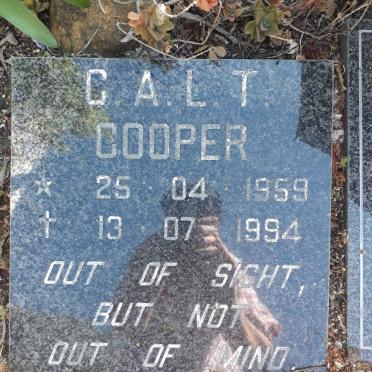 C.A.L.T.
COOPER
☆ 25·04·1959
† 13·07·1994
OUT OF SIGHT,
BUT NOT
OUT OF MIND.